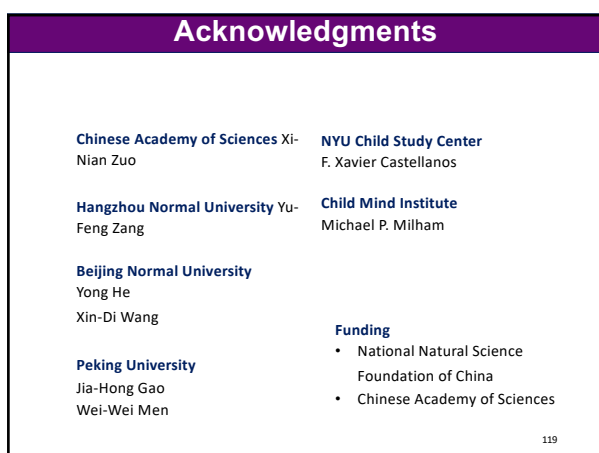 Acknowledgments
Chinese Academy of Sciences Xi-
Nian Zuo
Hangzhou Normal University Yu-
Feng Zang
Beijing Normal University
Yong He
Xin-Di Wang
Peking University
Jia-Hong Gao
Wei-Wei Men
NYU Child Study Center
F. Xavier Castellanos
Child Mind Institute
Michael P. Milham
Funding
• National Natural Science
Foundation of China
• Chinese Academy of Sciences
119